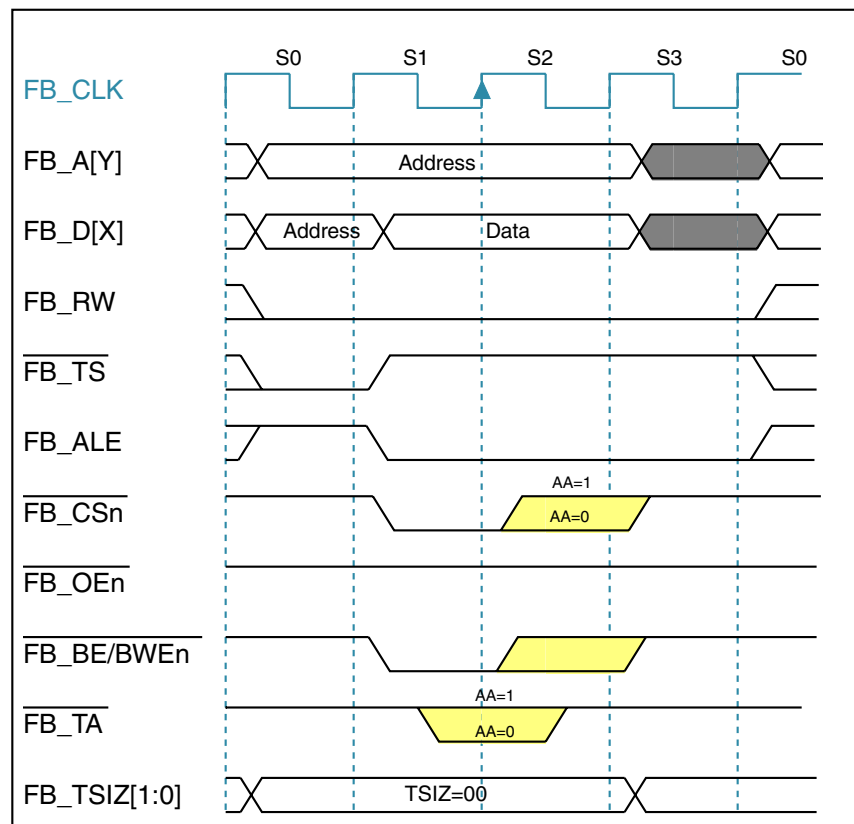 S0 S1 S2 S3 S0
FB_CLK
FB_A[Y] Address
FB_D[X] Address Data
FB_RW
FB_TS
FB_ALE
AA=1
FB_CSn AA=0
FB_OEn
FB_BE/BWEn
AA=1
FB_TA AA=0
FB_TSIZ[1:0] TSIZ=00